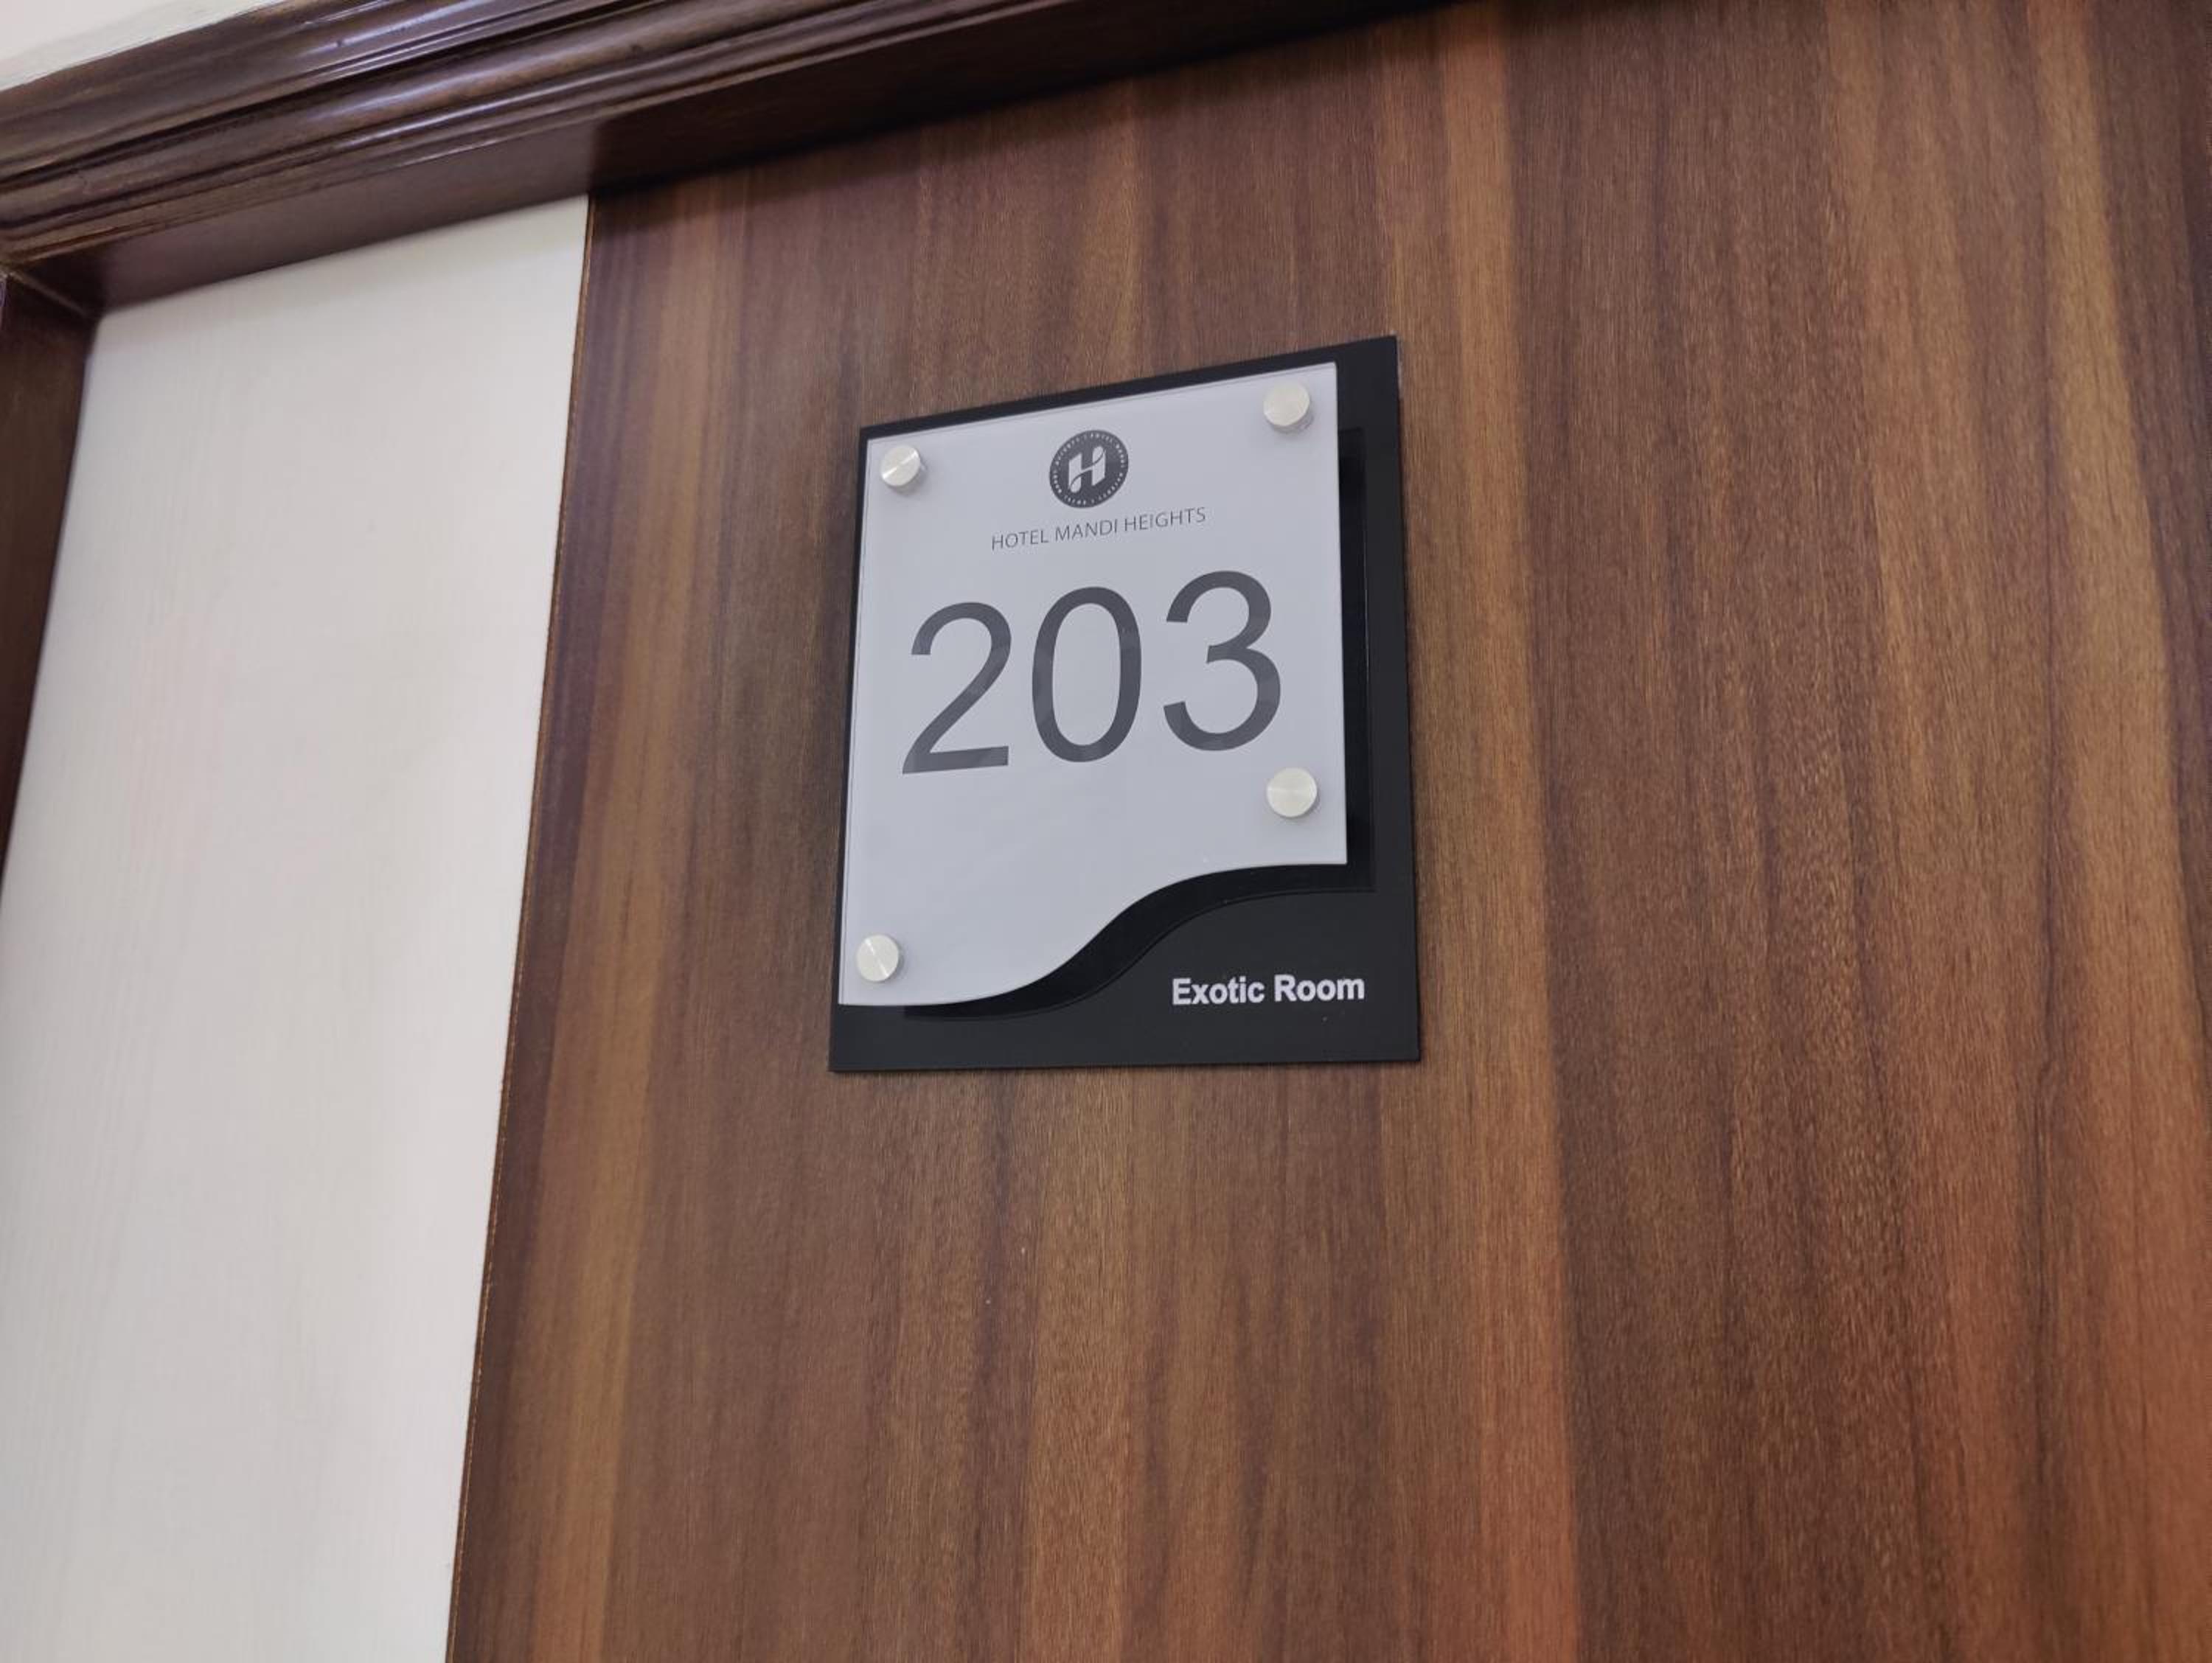 H
HOTEL MANDI HEIGHTS
203
Exotic Room